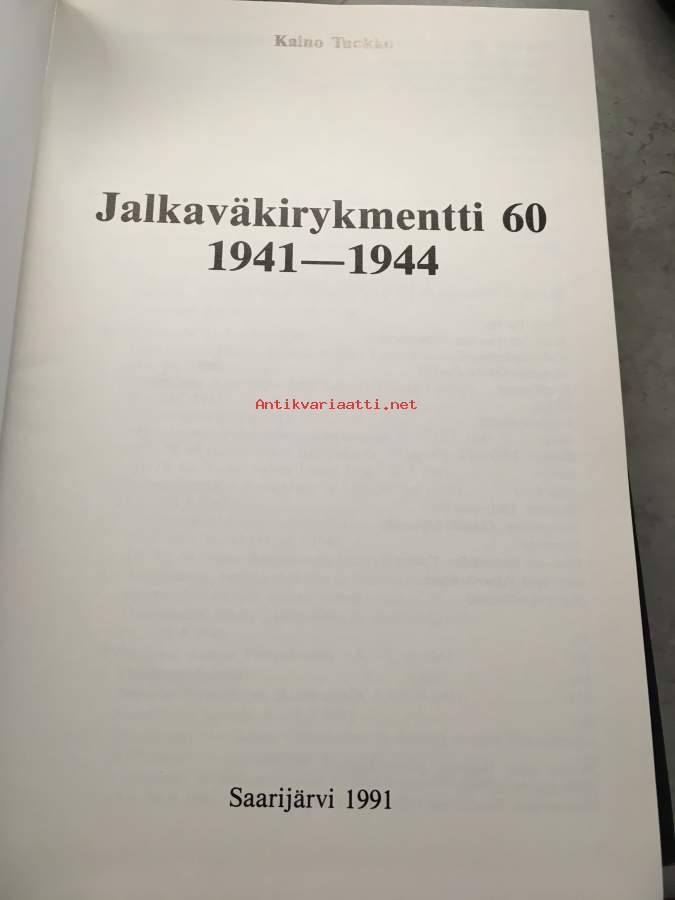 Kaino Tuokko
Jalkaväkirykmentti 60
1941—1944
Antikvariaatti.net
Saarijärvi 1991